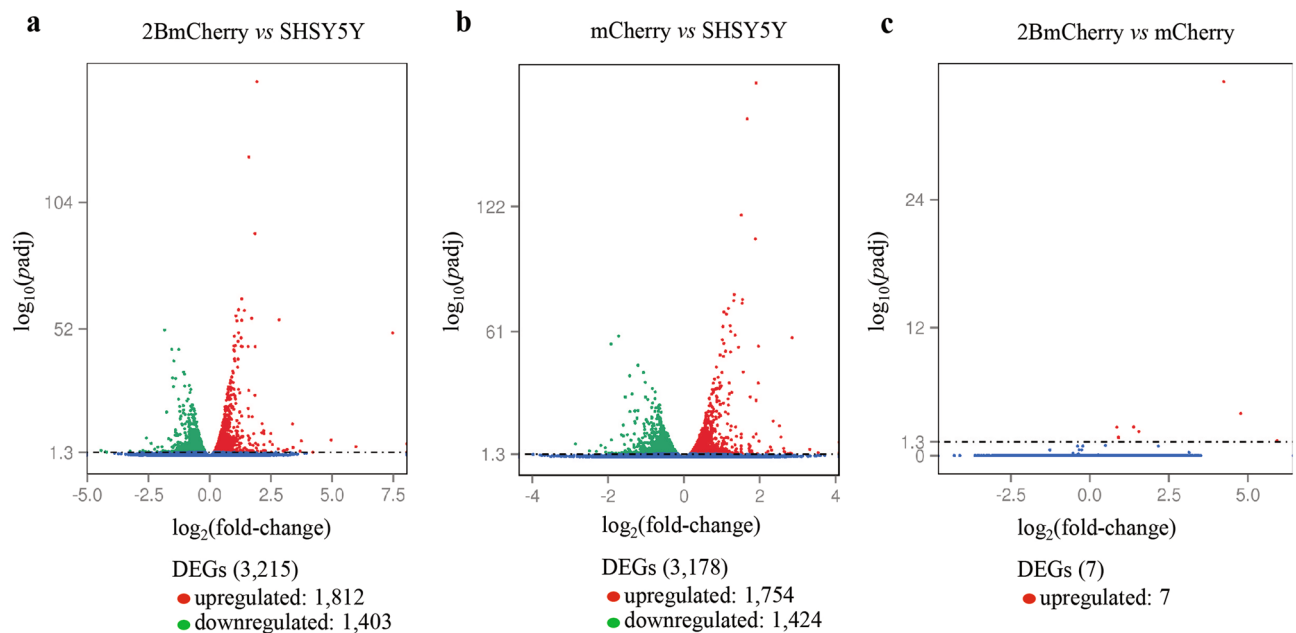 a
2BmCherry vs SHSY5Y
log10(padj)
104
52
1.3
-5.0 -2.5 0.0 2.5 5.0 7.5
log2(fold-change)
DEGs (3,215)
upregulated: 1,812
downregulated: 1,403
b
mCherry vs SHSY5Y
log10(padj)
122
61
1.3
-4 -2 0 2 4
log2(fold-change)
DEGs (3,178)
upregulated: 1,754
downregulated: 1,424
c
2BmCherry vs mCherry
log10(padj)
24
12
1.3
0
-2.5 0.0 2.5 5.0
log2(fold-change)
DEGs (7)
upregulated: 7